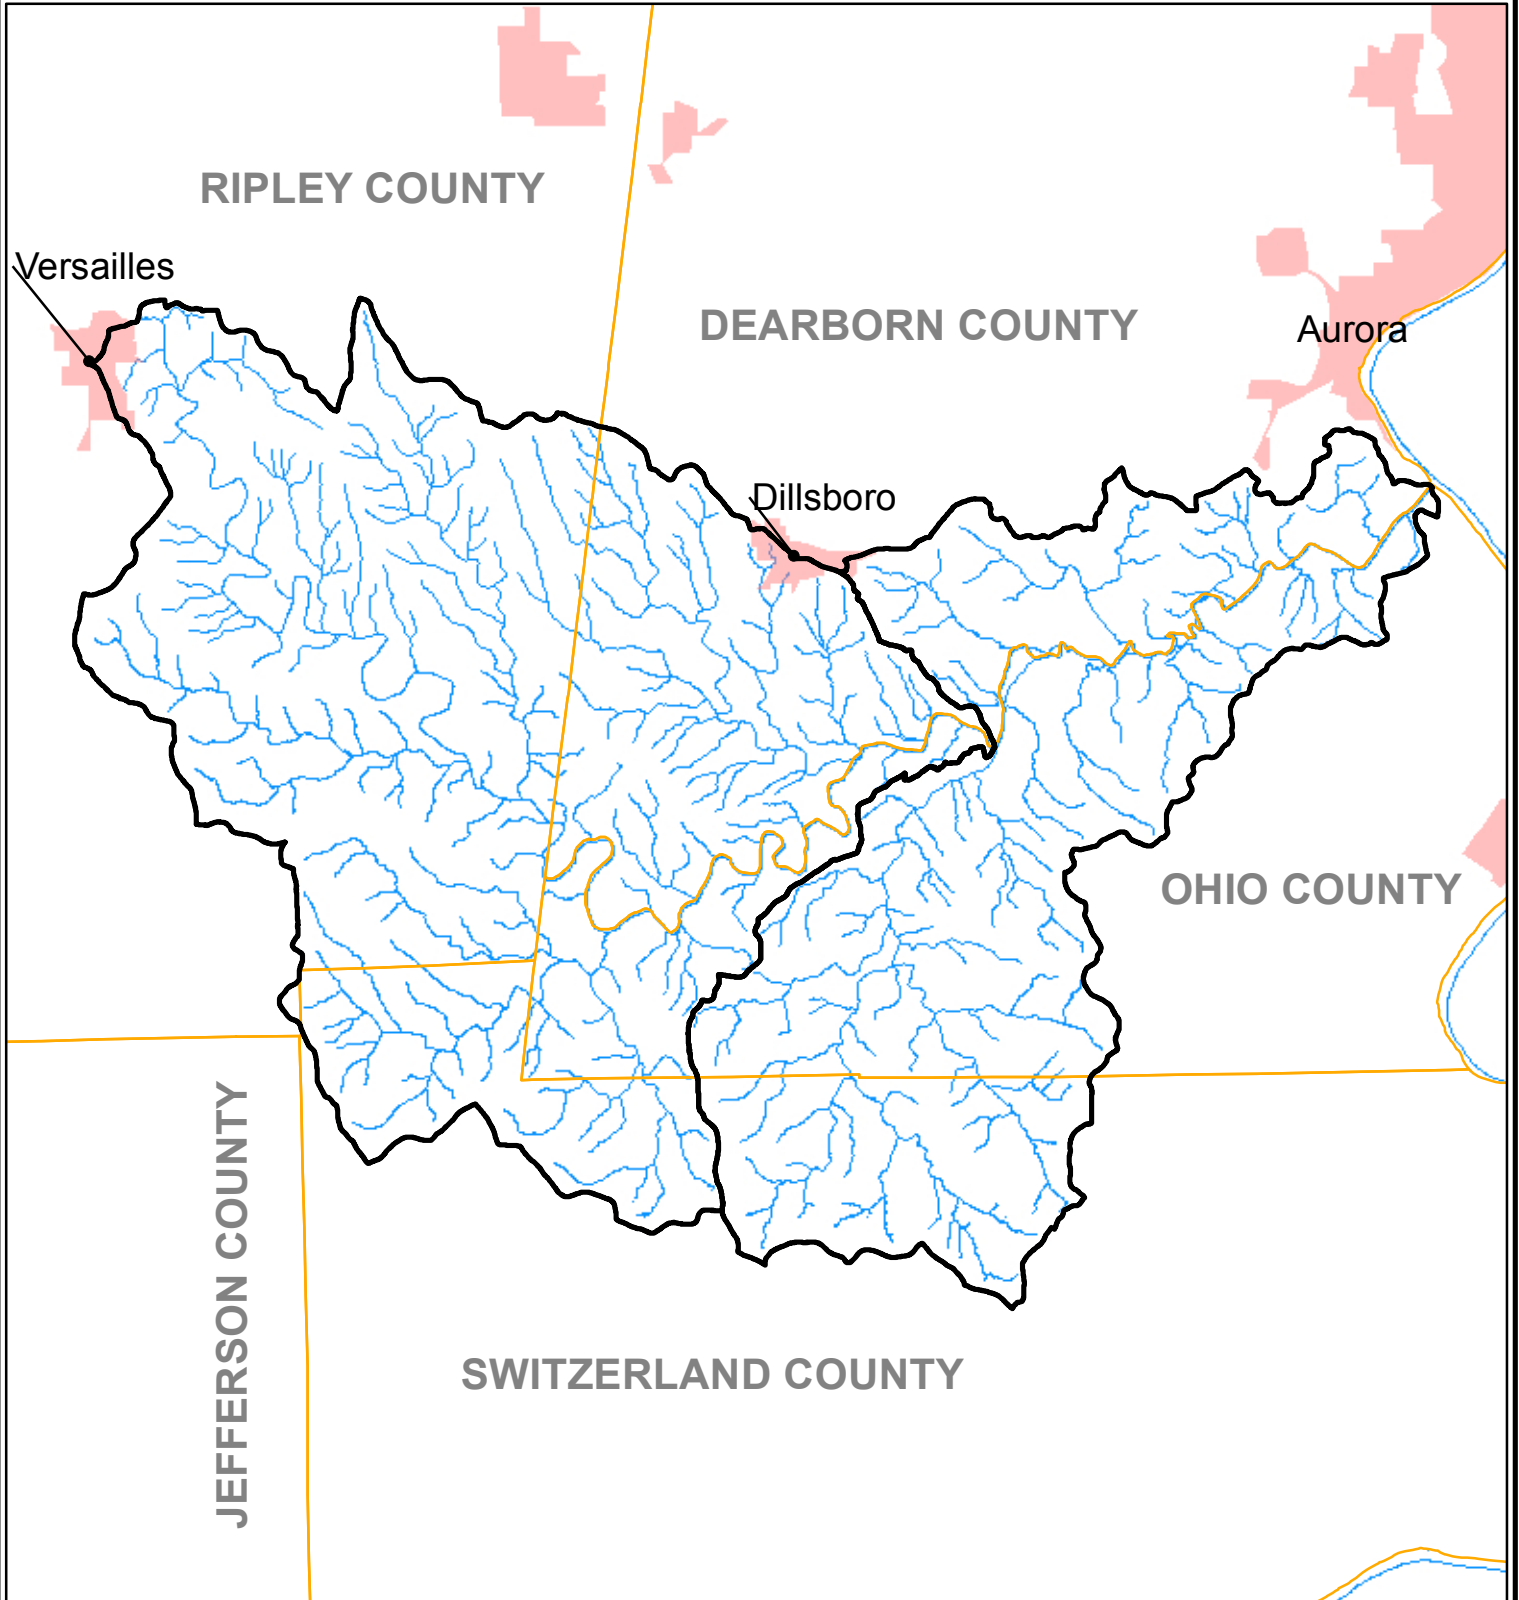 RIPLEY COUNTY
Versailles
DEARBORN COUNTY
Aurora
Dillsboro
OHIO COUNTY
JEFFERSON COUNTY
SWITZERLAND COUNTY